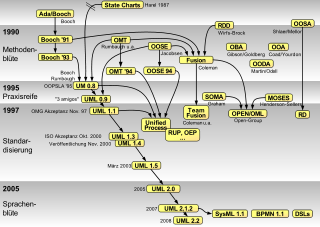 State Charts Harel 1987
Ada/Booch
RDD
Wirfs-Brock
OOSA
Shlaer/Mellor
1990
Methoden-
blüte
Booch '91
OMT
Rumbaugh u.a.
OOSE
Jacobsen
OBA
Gibson/Goldberg
OOA
Coad/Yourdon
Booch '93
Fusion
Coleman
OODA
Martin/Odell
Booch
Rumbaugh
OMT '94
OOSE 94
1995
Praxisreife
OOPSLA '95
UM 0.8
"3 amigos"
UML 0.9
SOMA
Graham
MOSES
Henderson-Sellers
1997
OMG Akzeptanz Nov. 97
UML 1.1
Team
Fusion
Coleman u.a.
OPEN/OML
Open-Group
RD
Unified
Process
RUP, OEP
...
Standar-
disierung
ISO Akzeptanz Okt. 2000
UML 1.3
Veröffentlichung Nov. 2000
UML 1.4
März 2003
UML 1.5
2005
Sprachen-
blüte
2005
UML 2.0
2007
UML 2.1.2
SysML 1.1
BPMN 1.1
DSLs
2008
UML 2.2